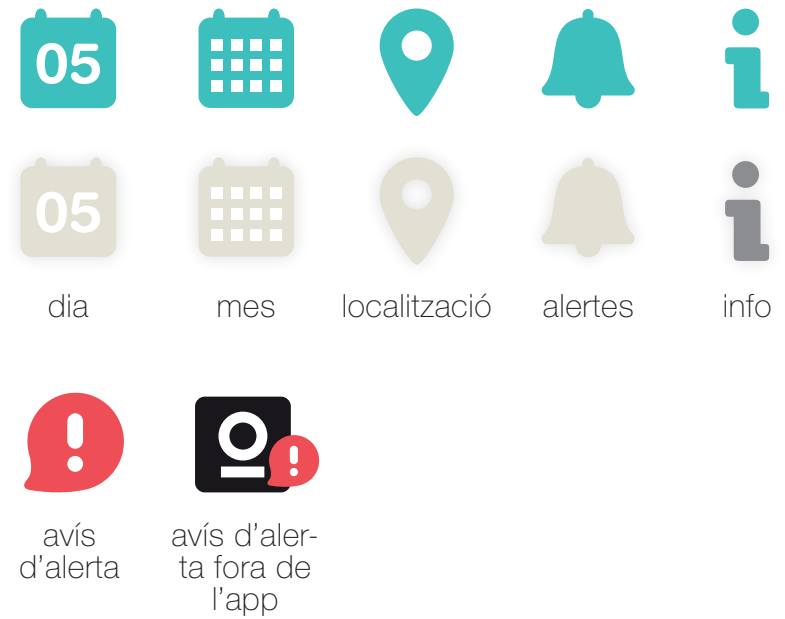 05
05
dia mes localització alertes info
avís
d’alerta
avís d’aler-
ta fora de
l’app